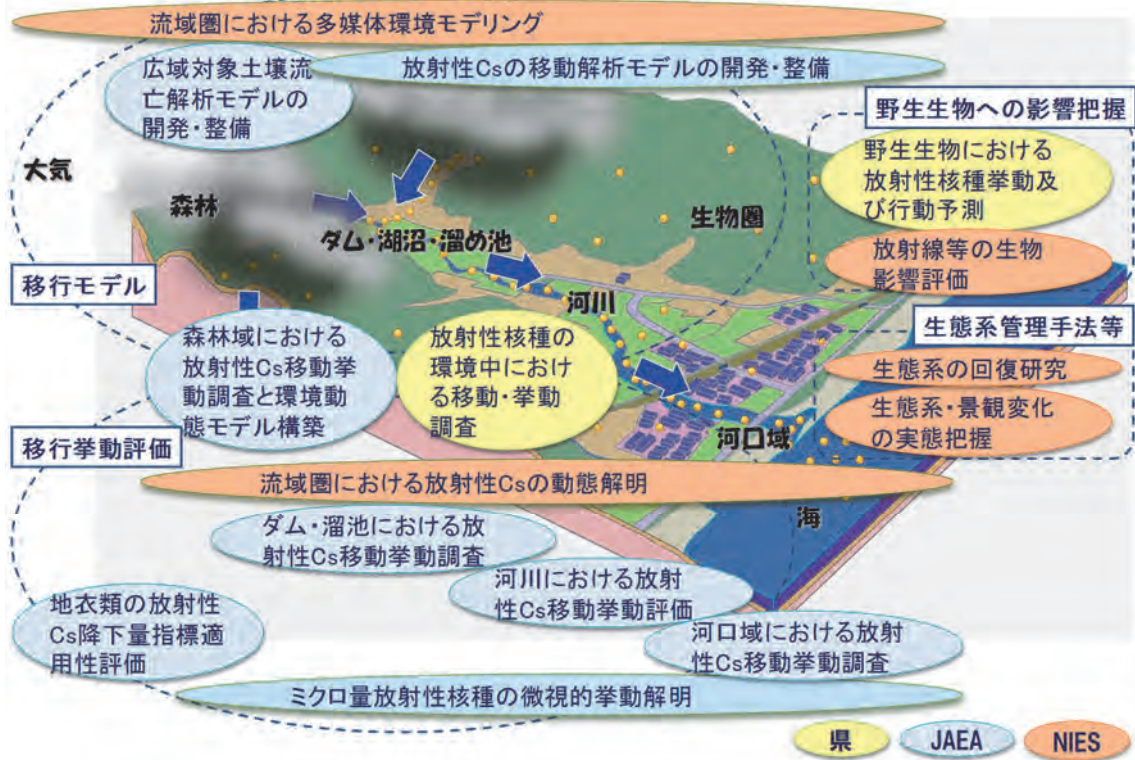 流域圏における多媒体環境モデリング
広域対象土壌流
亡解析モデルの
開発・整備
放射性Csの移動解析モデルの開発・整備
野生生物への影響把握
野生生物における
放射性核種挙動及
び行動予測
放射線等の生物
影響評価
大気
森林
生物圏
ダム・湖沼・溜め池
移行モデル
河川
生態系管理手法等
生態系の回復研究
生態系・景観変化
の実態把握
森林域における
放射性Cs移動挙
動調査と環境動
態モデル構築
放射性核種の
環境中におけ
る移動・挙動
調査
河口域
移行挙動評価
流域圏における放射性Csの動態解明
海
ダム・溜池における放
射性Cs移動挙動調査
河川における放射
性Cs移動挙動評価
地衣類の放射性
Cs降下量指標適
用性評価
河口域における放射
性Cs移動挙動調査
ミクロ量放射性核種の微視的挙動解明
県
JAEA
NIES